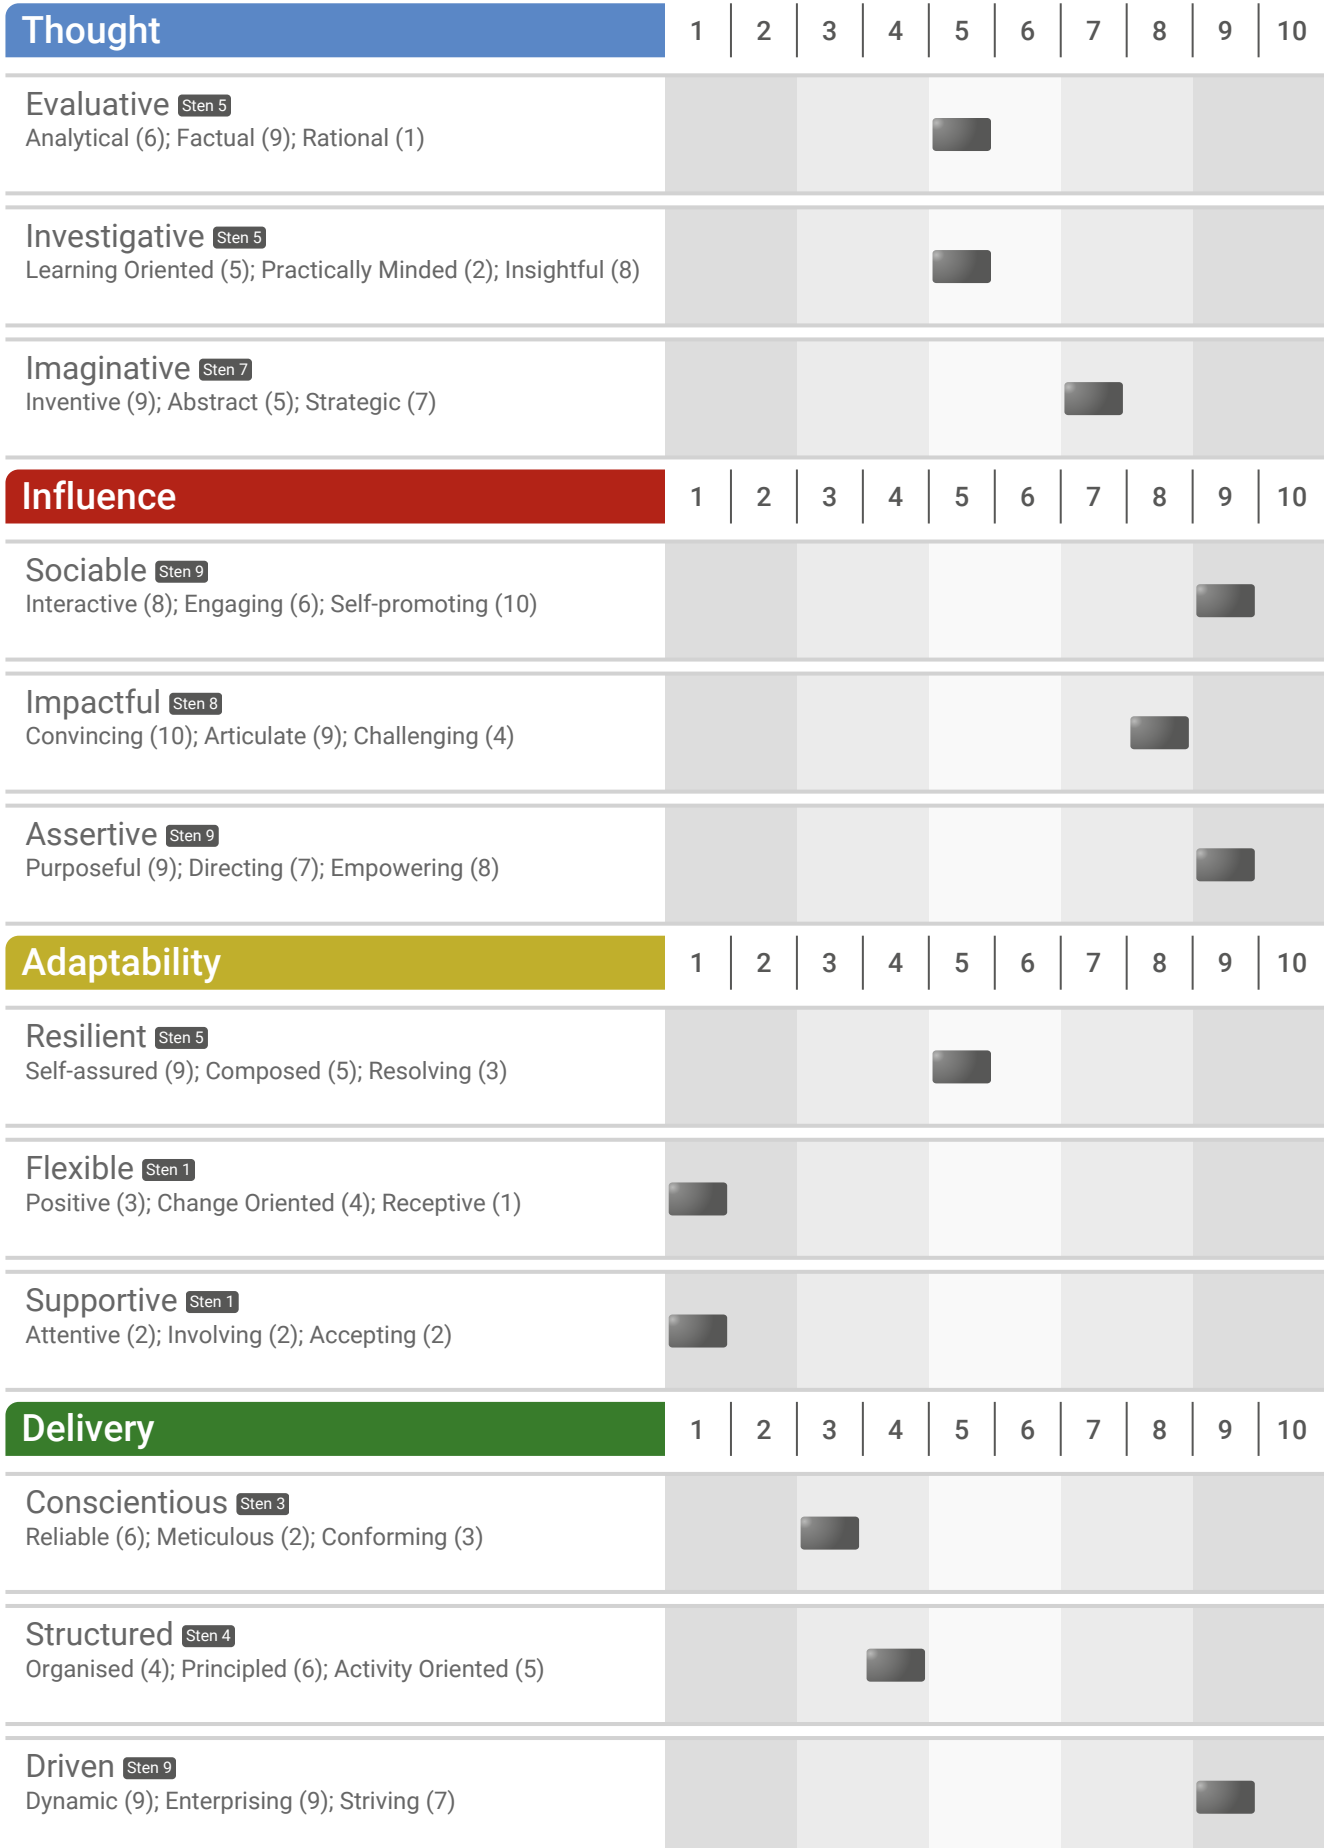 Thought 1 2 3 4 5 6 7 8 9 10
Evaluative Sten 5
Analytical (6); Factual (9); Rational (1)
Investigative Sten 5
Learning Oriented (5); Practically Minded (2); Insightful (8)
Imaginative Sten 7
Inventive (9); Abstract (5); Strategic (7)
Influence 1 2 3 4 5 6 7 8 9 10
Sociable Sten 9
Interactive (8); Engaging (6); Self-promoting (10)
Impactful Sten 8
Convincing (10); Articulate (9); Challenging (4)
Assertive Sten 9
Purposeful (9); Directing (7); Empowering (8)
Adaptability 1 2 3 4 5 6 7 8 9 10
Resilient Sten 5
Self-assured (9); Composed (5); Resolving (3)
Flexible Sten 1
Positive (3); Change Oriented (4); Receptive (1)
Supportive Sten 1
Attentive (2); Involving (2); Accepting (2)
Delivery 1 2 3 4 5 6 7 8 9 10
Conscientious Sten 3
Reliable (6); Meticulous (2); Conforming (3)
Structured Sten 4
Organised (4); Principled (6); Activity Oriented (5)
Driven Sten 9
Dynamic (9); Enterprising (9); Striving (7)